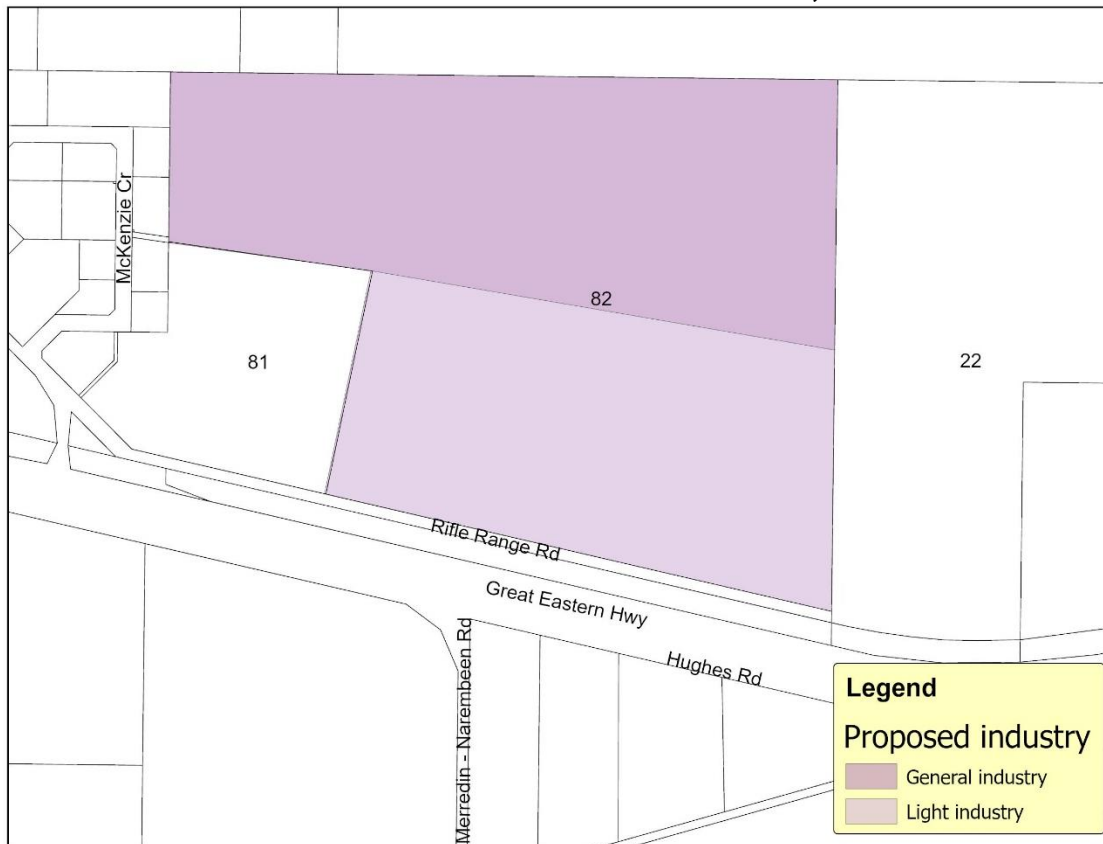 McKenzie Cr
82
81
22
Rifle Range Rd
Great Eastern Hwy
Hughes Rd
Merredin - Narembeen Rd
Legend
Proposed industry
General industry
Light industry